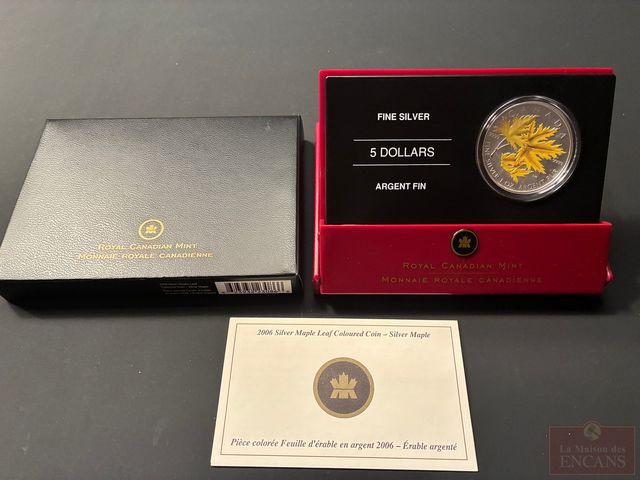 ROYAL CANADIAN MINT
MONNAIE ROYALE CANADIENNE
FINE SILVER
5 DOLLARS
ARGENT FIN
ROYAL CANADIAN MINT
MONNAIE ROYALE CANADIENNE
2006 Silver Maple Leaf Coloured Coin – Silver Maple
Pièce colorée Feuille d'érable en argent 2006 – Érable argenté
La Maison des
ENCANS